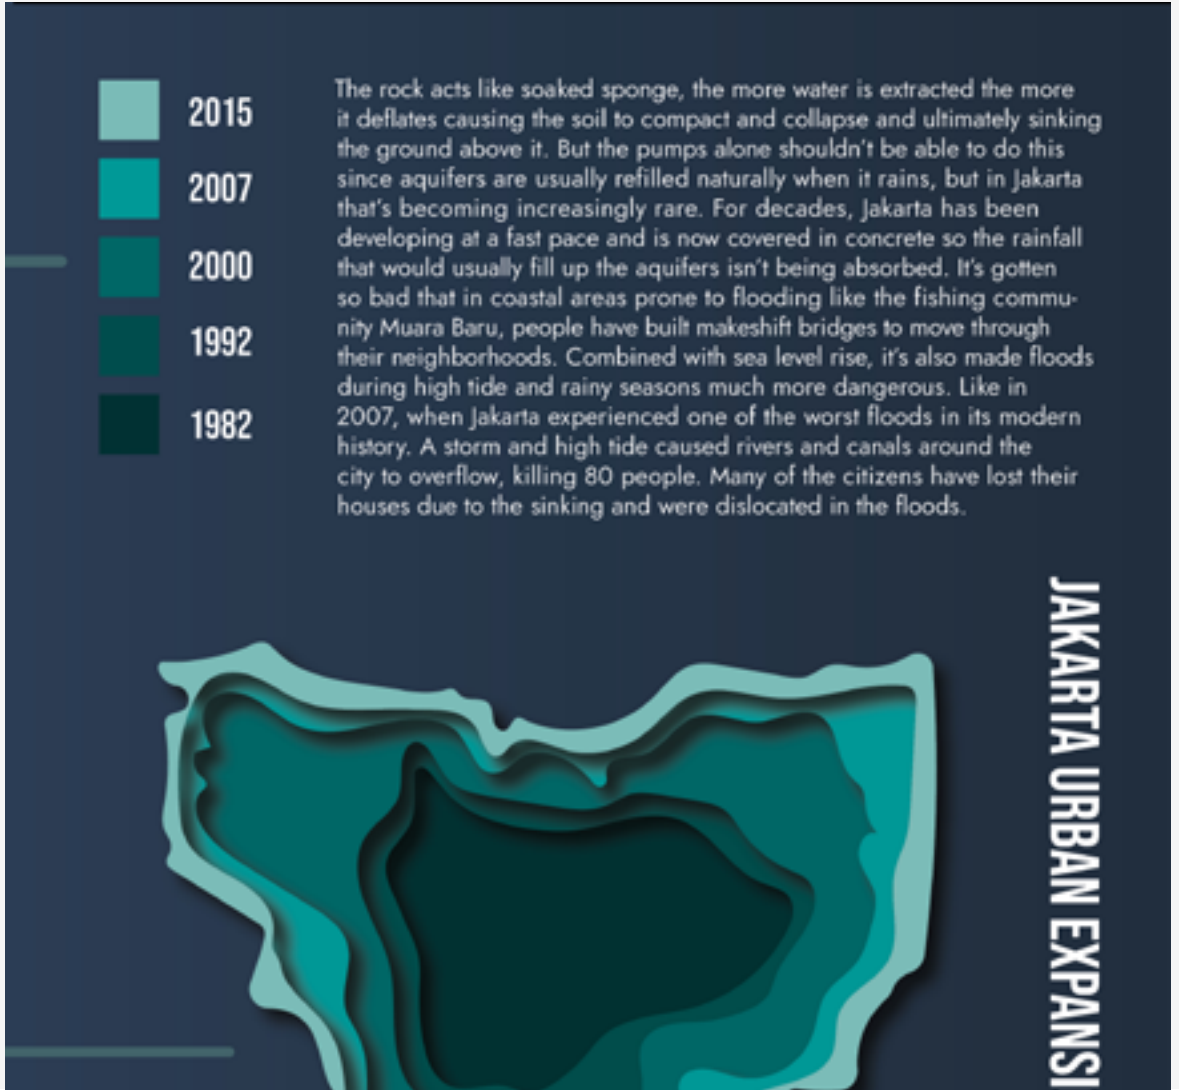 2015
2007
2000
1992
1982
The rock acts like soaked sponge, the more water is extracted the more
it deflates causing the soil to compact and collapse and ultimately sinking
the ground above it. But the pumps alone shouldn't be able to do this
since aquifers are usually refilled naturally when it rains, but in Jakarta
that's becoming increasingly rare. For decades, Jakarta has been
developing at a fast pace and is now covered in concrete so the rainfall
that would usually fill up the aquifers isn't being absorbed. It's gotten
so bad that in coastal areas prone to flooding like the fishing commu-
nity Muara Baru, people have built makeshift bridges to move through
their neighborhoods. Combined with sea level rise, it's also made floods
during high tide and rainy seasons much more dangerous. Like in
2007, when Jakarta experienced one of the worst floods in its modern
history. A storm and high tide caused rivers and canals around the
city to overflow, killing 80 people. Many of the citizens have lost their
houses due to the sinking and were dislocated in the floods.
JAKARTA URBAN EXPANSI